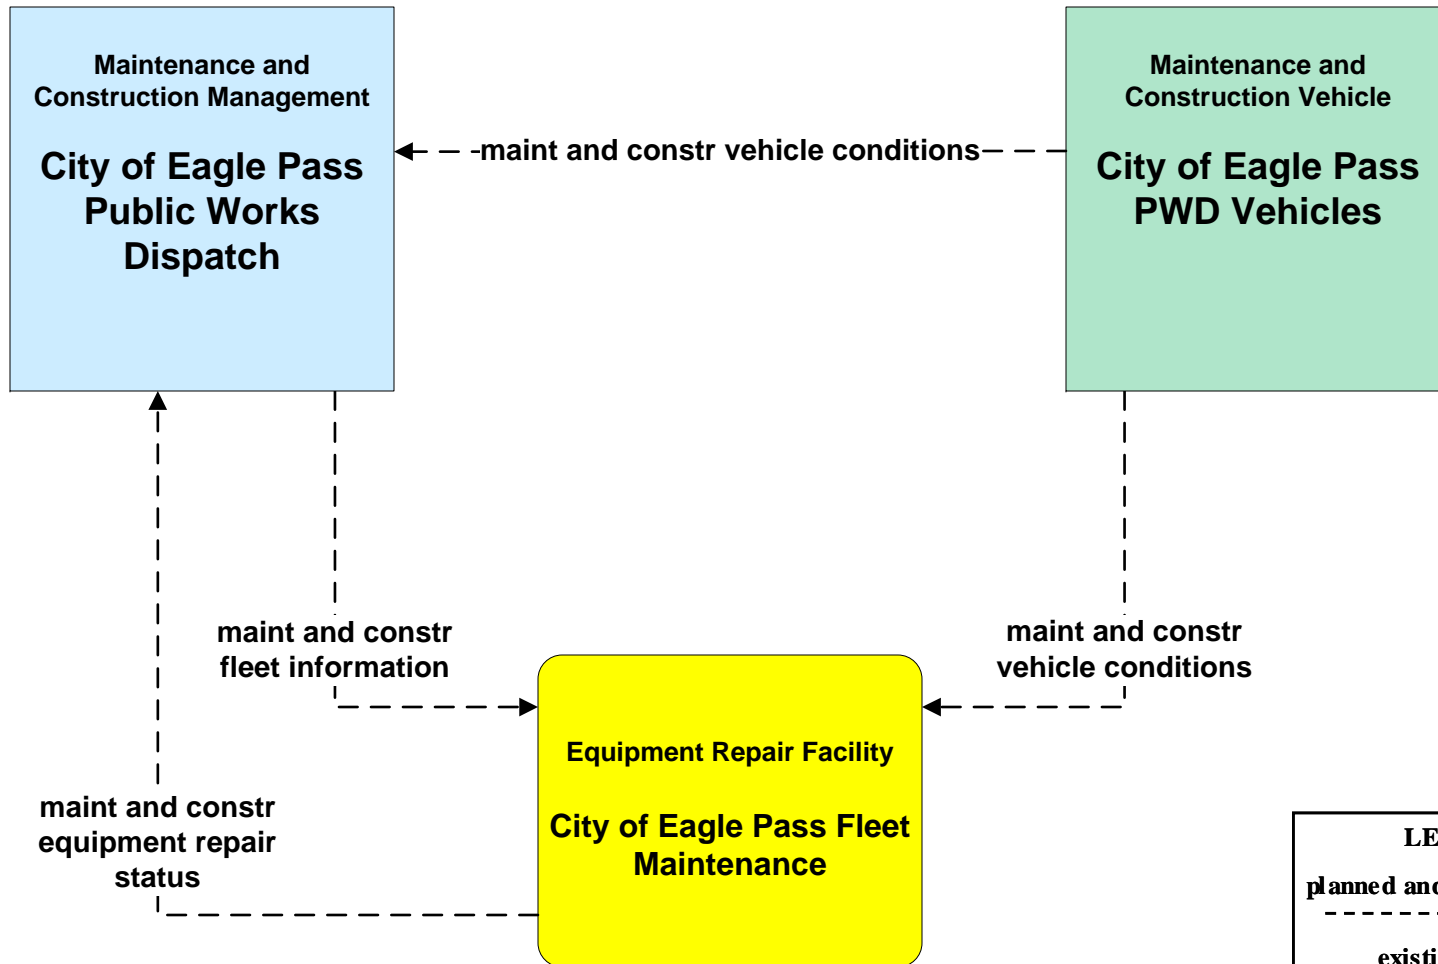 Maintenance and
Construction Management
City of Eagle Pass
Public Works
Dispatch
maint and constr vehicle conditions
Maintenance and
Construction Vehicle
City of Eagle Pass
PWD Vehicles
maint and constr
fleet information
maint and constr
vehicle conditions
Equipment Repair Facility
City of Eagle Pass Fleet
Maintenance
maint and constr
equipment repair
status
planned and